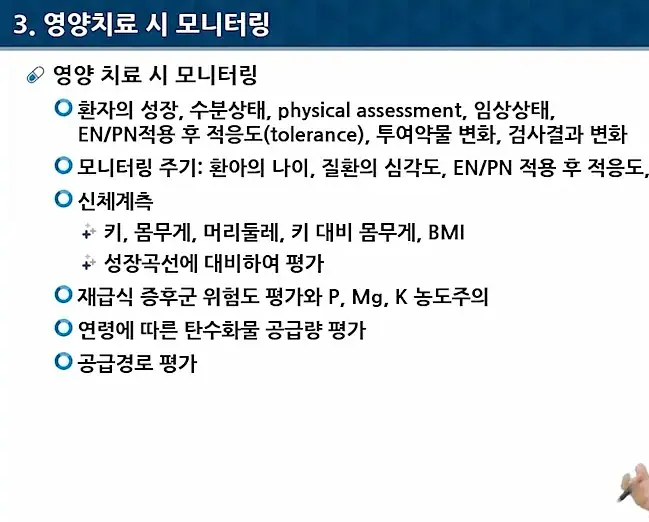 3. 영양치료 시 모니터링
영양 치료 시 모니터링
환자의 성장, 수분상태, physical assessment, 임상상태,
EN/PN적용 후 적응도(tolerance), 투여약물 변화, 검사결과 변화
모니터링 주기: 환아의 나이, 질환의 심각도, EN/PN 적용 후 적응도,
신체계측
키, 몸무게, 머리둘레, 키 대비 몸무게, BMI
성장곡선에 대비하여 평가
재급식 증후군 위험도 평가와 P, Mg, K 농도주의
연령에 따른 탄수화물 공급량 평가
공급경로 평가